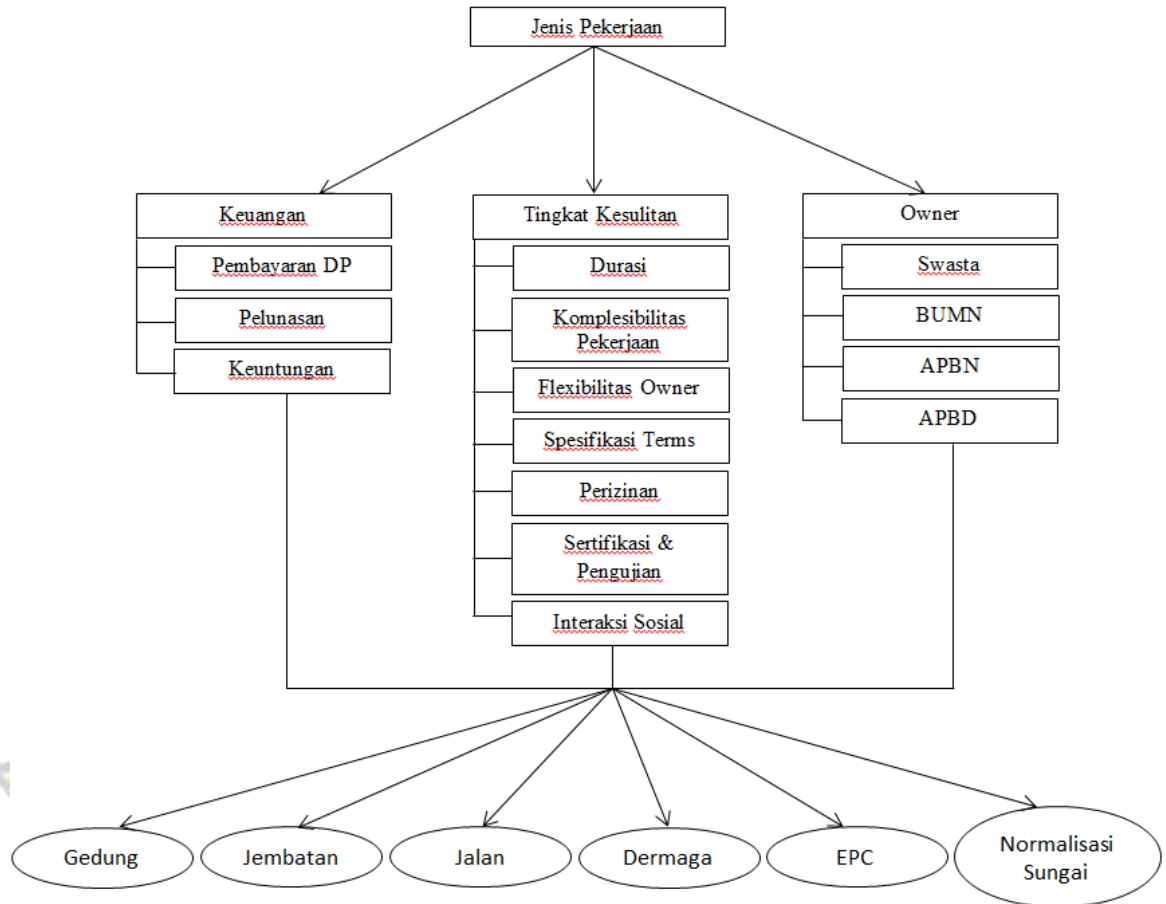 Jenis Pekerjaan
Keuangan
Pembayaran DP
Pelunasan
Keuntungan
Tingkat Kesulitan
Durasi
Komplesibilitas
Pekerjaan
Flexibilitas Owner
Spesifikasi Terms
Perizinan
Sertifikasi &
Pengujian
Interaksi Sosial
Owner
Swasta
BUMN
APBN
APBD
Gedung
Jembatan
Jalan
Dermaga
EPC
Normalisasi
Sungai